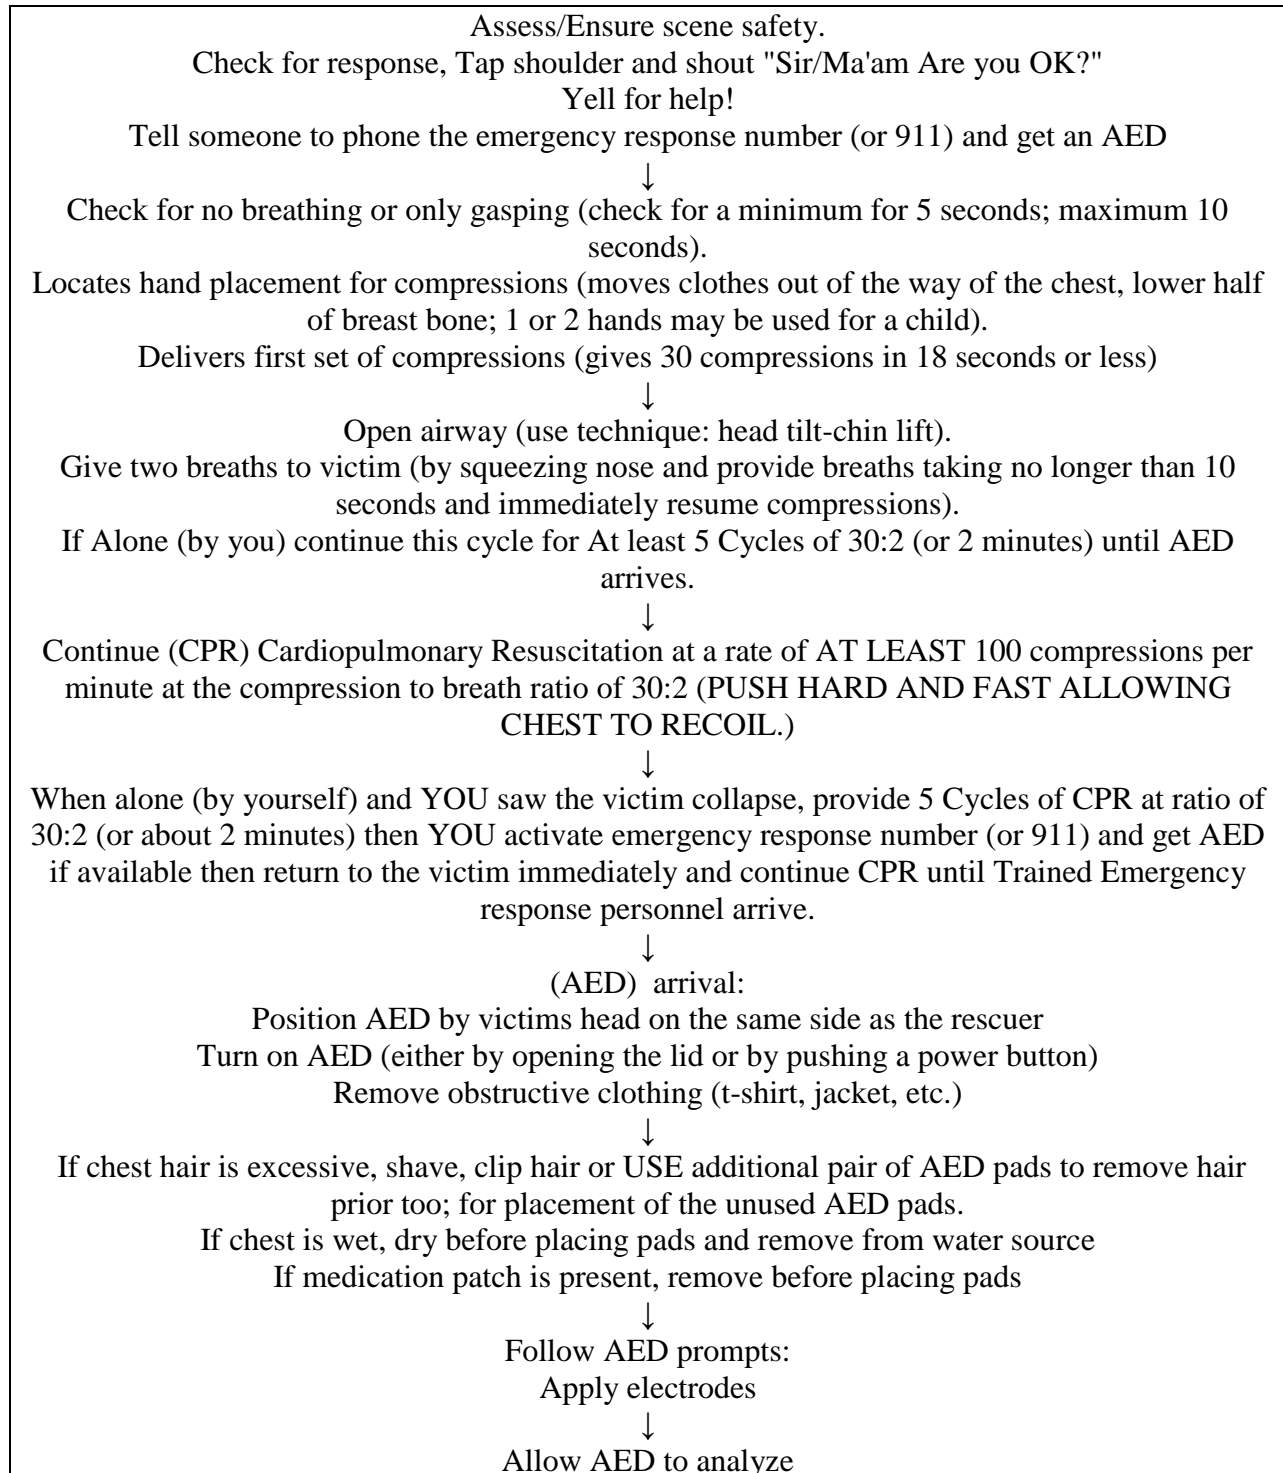 Assess/Ensure scene safety.
Check for response, Tap shoulder and shout "Sir/Ma'am Are you OK?"
Yell for help!
Tell someone to phone the emergency response number (or 911) and get an AED
↓
Check for no breathing or only gasping (check for a minimum for 5 seconds; maximum 10
seconds).
Locates hand placement for compressions (moves clothes out of the way of the chest, lower half
of breast bone; 1 or 2 hands may be used for a child).
Delivers first set of compressions (gives 30 compressions in 18 seconds or less)
↓
Open airway (use technique: head tilt-chin lift).
Give two breaths to victim (by squeezing nose and provide breaths taking no longer than 10
seconds and immediately resume compressions).
If Alone (by you) continue this cycle for At least 5 Cycles of 30:2 (or 2 minutes) until AED
arrives.
↓
Continue (CPR) Cardiopulmonary Resuscitation at a rate of AT LEAST 100 compressions per
minute at the compression to breath ratio of 30:2 (PUSH HARD AND FAST ALLOWING
CHEST TO RECOIL.)
↓
When alone (by yourself) and YOU saw the victim collapse, provide 5 Cycles of CPR at ratio of
30:2 (or about 2 minutes) then YOU activate emergency response number (or 911) and get AED
if available then return to the victim immediately and continue CPR until Trained Emergency
response personnel arrive.
↓
(AED)  arrival:
Position AED by victims head on the same side as the rescuer
Turn on AED (either by opening the lid or by pushing a power button)
Remove obstructive clothing (t-shirt, jacket, etc.)
↓
If chest hair is excessive, shave, clip hair or USE additional pair of AED pads to remove hair
prior too; for placement of the unused AED pads.
If chest is wet, dry before placing pads and remove from water source
If medication patch is present, remove before placing pads
↓
Follow AED prompts:
Apply electrodes
↓
Allow AED to analyze